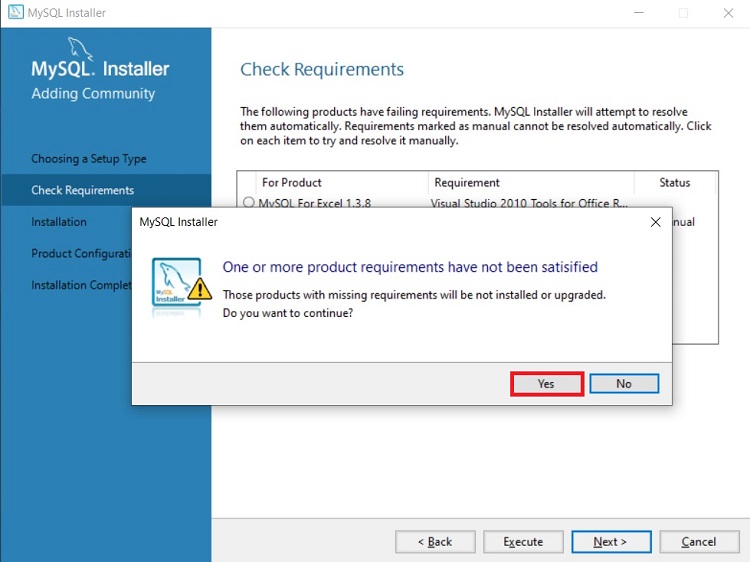 MySQL Installer
MySQL. Installer
Adding Community
Choosing a Setup Type
Check Requirements
Installation
Product Configurati
Installation Complet
Check Requirements
The following products have failing requirements. MySQL Installer will attempt to resolve
them automatically. Requirements marked as manual cannot be resolved automatically. Click
on each item to try and resolve it manually.
For Product Requirement Status
MySQL For Excel 1.3.8 Visual Studio 2010 Tools for Office R...
nual
MySQL Installer
MySQL
Installer
One or more product requirements have not been satisified
Those products with missing requirements will be not installed or upgraded.
Do you want to continue?
Yes No
< Back Execute Next > Cancel